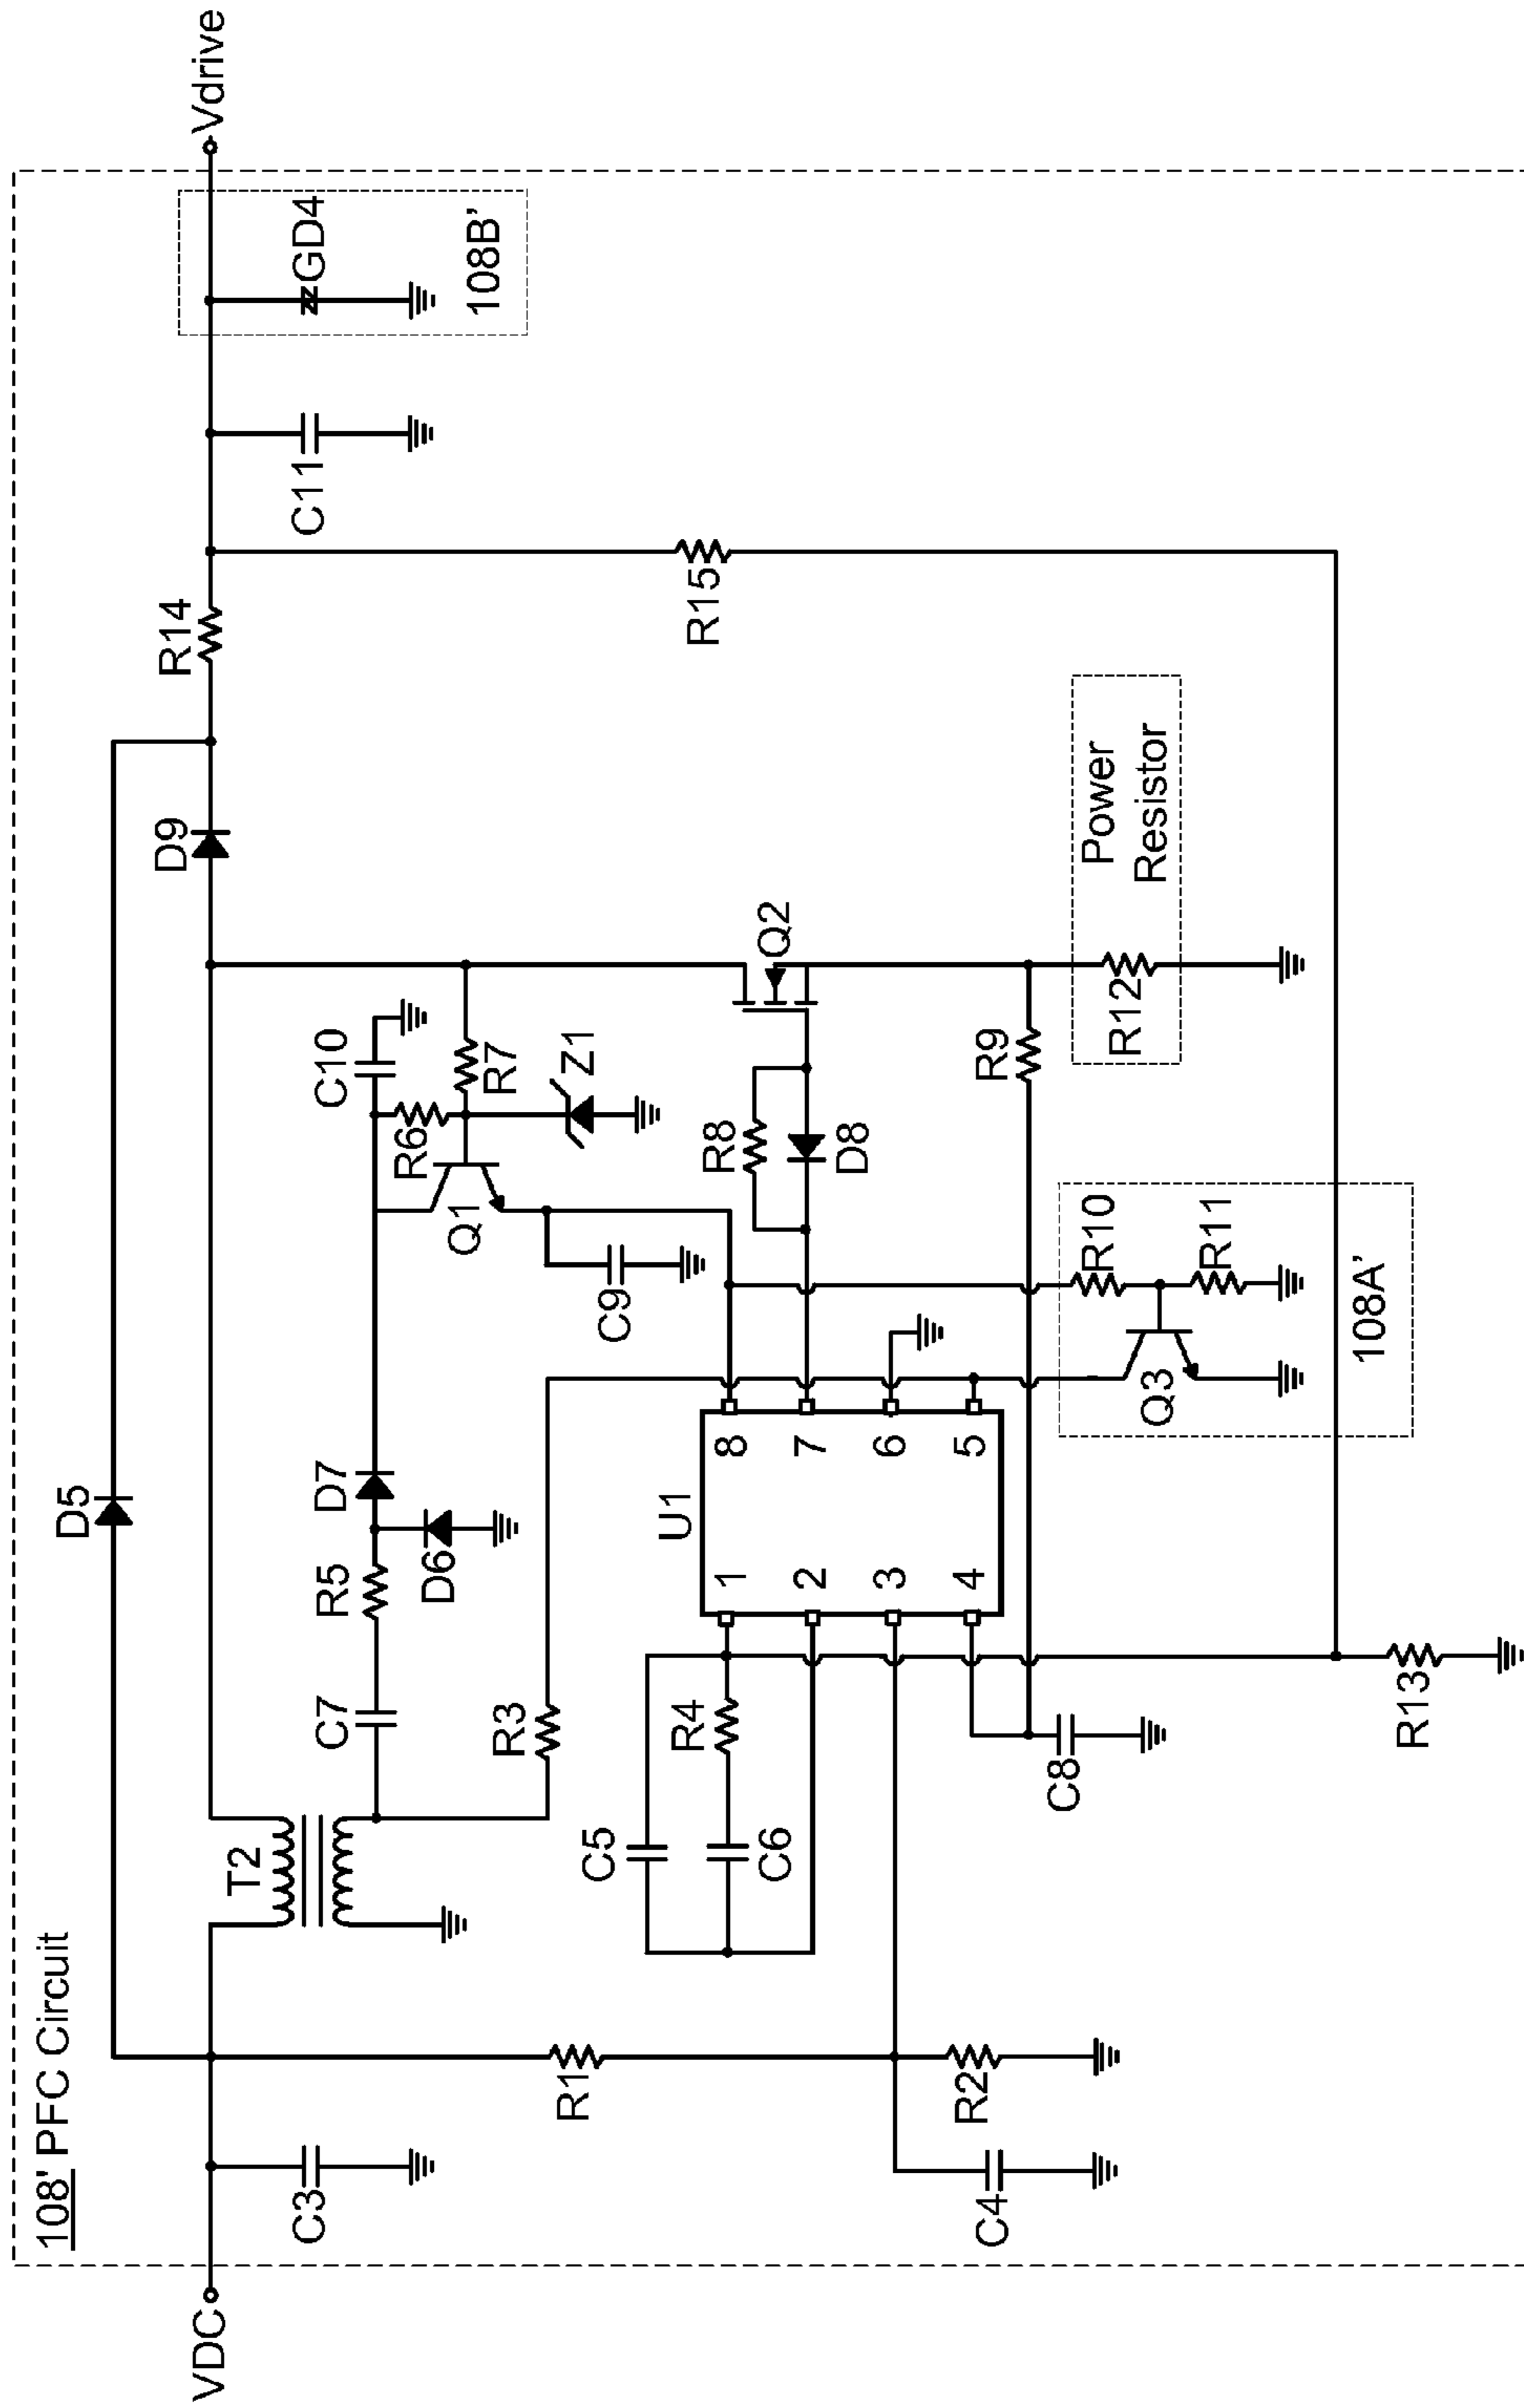 108' PFC Circuit
VDC
Vdrive
D5
D9
R14
T2
C3
C7
R5
D7
D6
C10
R6
R7
Q1
Z1
C11
GD4
108B'
R1
R3
C5
R4
C6
U1
1
2
3
4
8
7
6
5
C9
R8
D8
Q2
R15
R9
C4
R2
C8
Q3
R10
R11
108A'
R12
Power
Resistor
R13